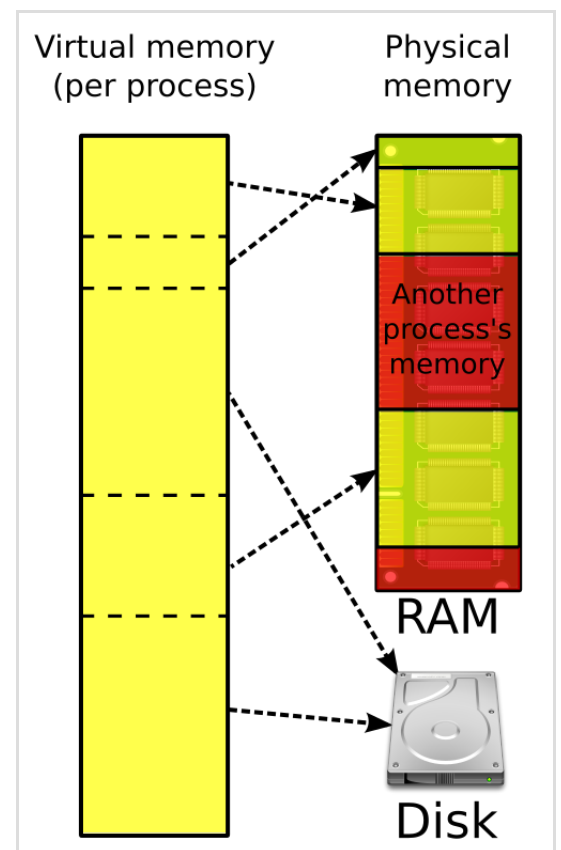 Virtual memory
(per process)
Physical
memory
Another
process's
memory
RAM
Disk